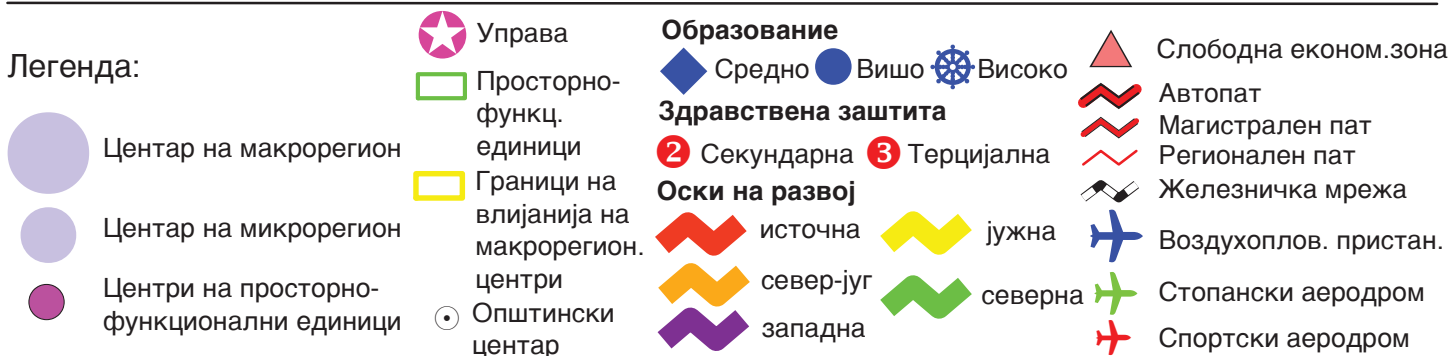 Легенда:
Центар на макрорегион
Центар на микрорегион
Центри на просторно-
функционални единици
Управа
Просторно-
функц.
единици
Граници на
влијанија на
макрорегион.
центри
Општински
центар
Образование
Средно Вишо Високо
Здравствена заштита
2 Секундарна 3 Терцијална
Оски на развој
источна јужна
север-југ северна
западна
Слободна економ.зона
Автопат
Магистрален пат
Регионален пат
Железничка мрежа
Воздухоплов. пристан.
Стопански аеродром
Спортски аеродром